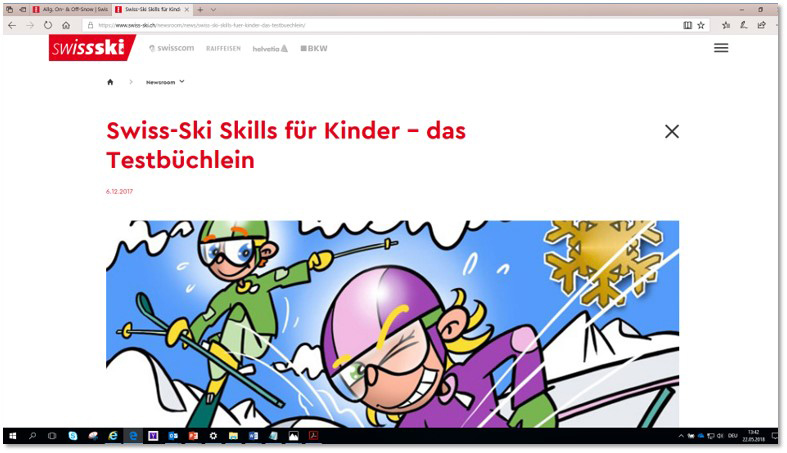 Allg. On- & Off-Snow | Swis
Swiss-Ski Skills für Kind
https://www.swiss-ski.ch/newsroom/news/swiss-ski-skills-fuer-kinder-das-testbuechlein/
swissski
swisscom RAIFFEISEN helvetia BKW
Newsroom
Swiss-Ski Skills für Kinder – das
Testbüchlein
6.12.2017
DEU
13:42
22.05.2018